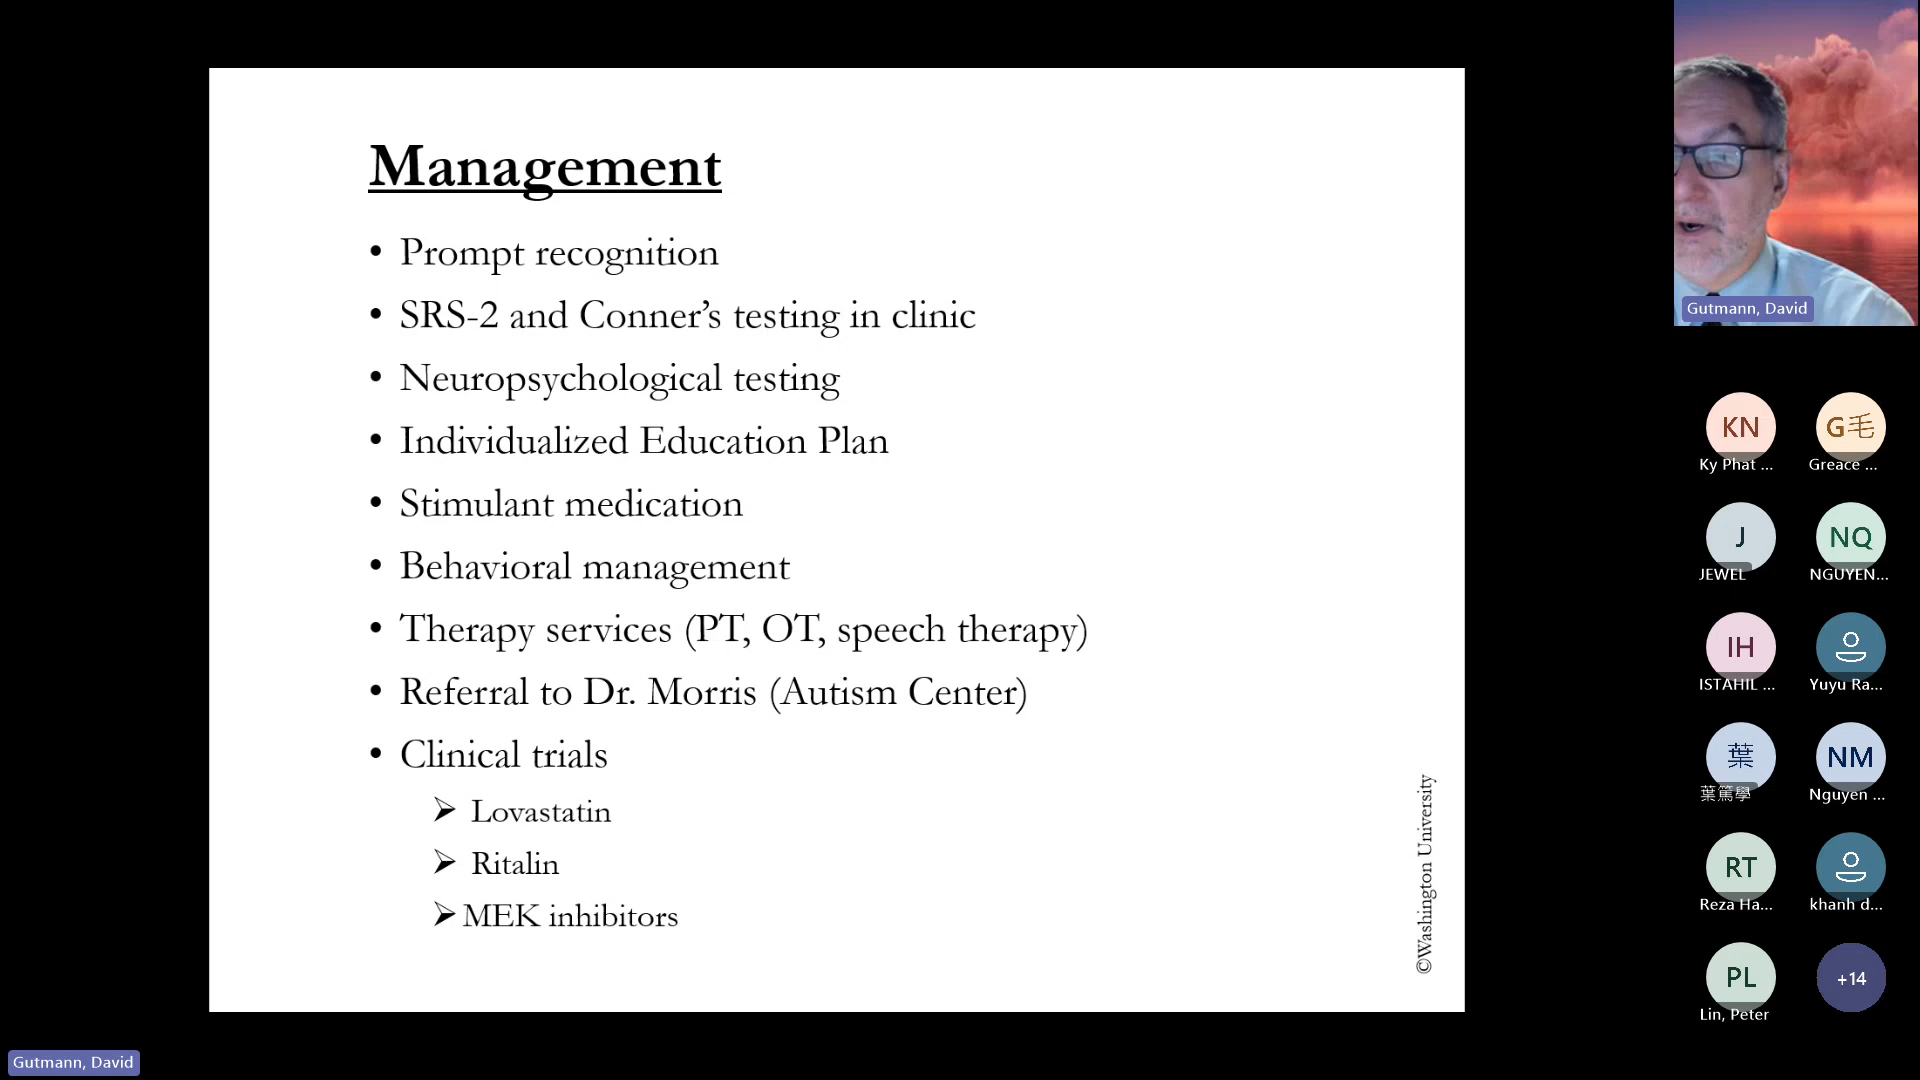 Management
• Prompt recognition
• SRS-2 and Conner’s testing in clinic
• Neuropsychological testing
• Individualized Education Plan
• Stimulant medication
• Behavioral management
• Therapy services (PT, OT, speech therapy)
• Referral to Dr. Morris (Autism Center)
• Clinical trials
➢ Lovastatin
➢ Ritalin
➢ MEK inhibitors
©Washington University
Gutmann, David
KN
Ky Phat ...
G毛
Greace ...
J
JEWEL
NQ
NGUYEN...
IH
ISTAHIL ...
Yuyu Ra...
葉
葉篤學
NM
Nguyen ...
RT
Reza Ha...
khanh d...
PL
Lin, Peter
+14
Gutmann, David